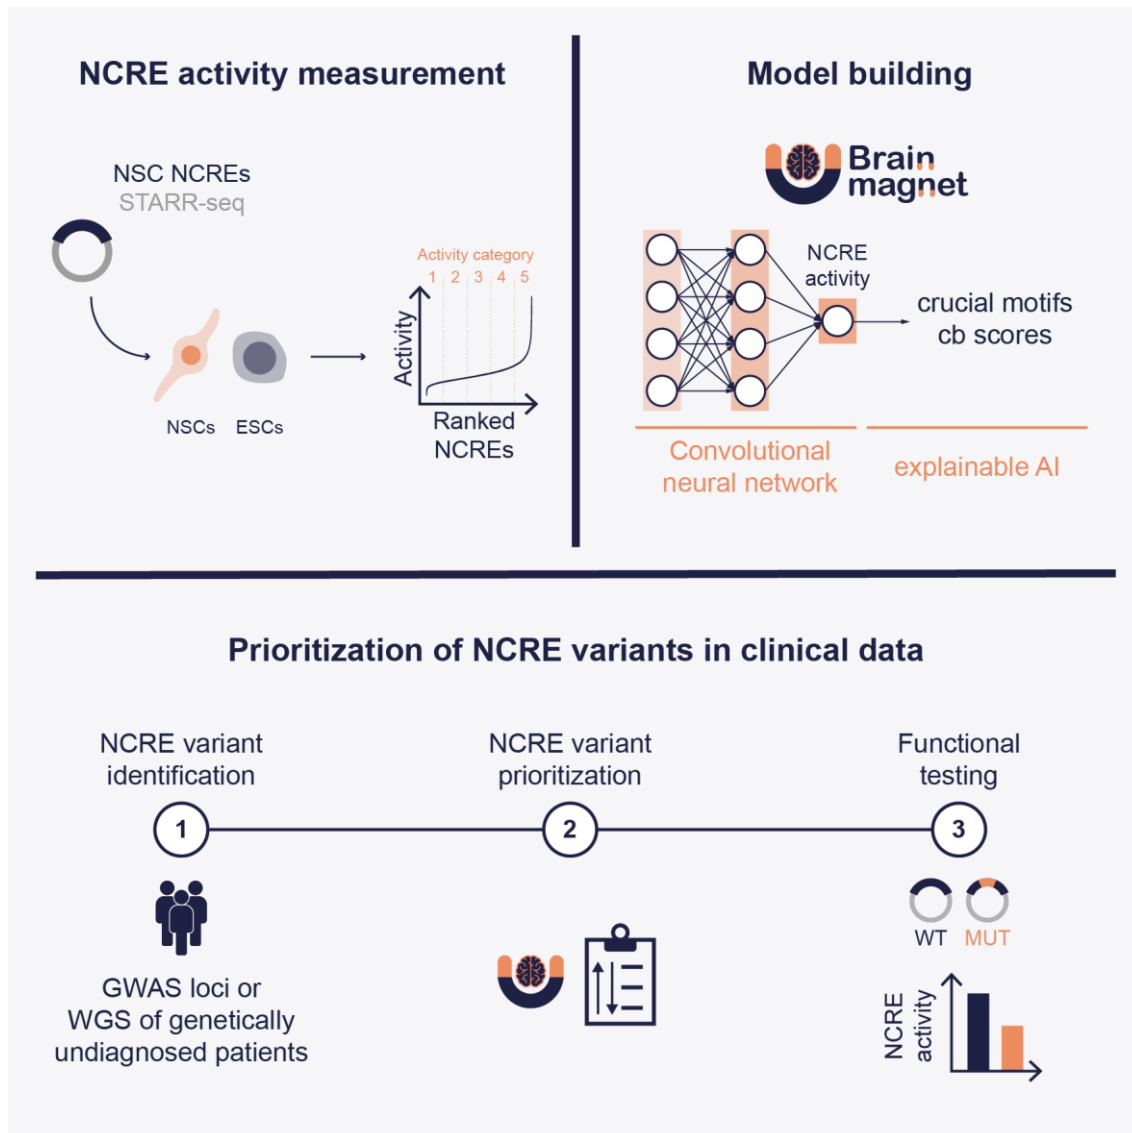 NCRE activity measurement
NSC NCREs
STARR-seq
NSCs
ESCs
Activity category
1 2 3 4 5
Activity
Ranked
NCREs
Model building
Brain
magnet
NCRE
activity
crucial motifs
cb scores
Convolutional
neural network
explainable AI
Prioritization of NCRE variants in clinical data
NCRE variant
identification
1
GWAS loci or
WGS of genetically
undiagnosed patients
NCRE variant
prioritization
2
Functional
testing
3
WT
MUT
NCRE
activity